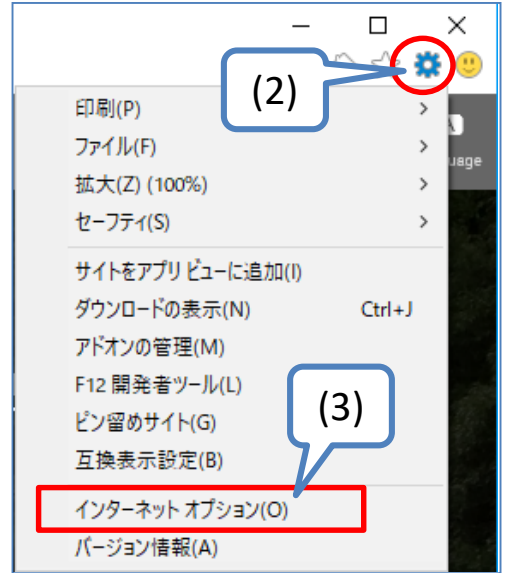 (2)
印刷(P)
ファイル(F)
拡大(Z) (100%)
セーフティ(S)
サイトをアプリ ビューに追加(I)
ダウンロードの表示(N) Ctrl+J
アドオンの管理(M)
F12 開発者ツール(L)
ピン留めサイト(G)
互換表示設定(B)
(3)
インターネット オプション(O)
バージョン情報(A)
uage